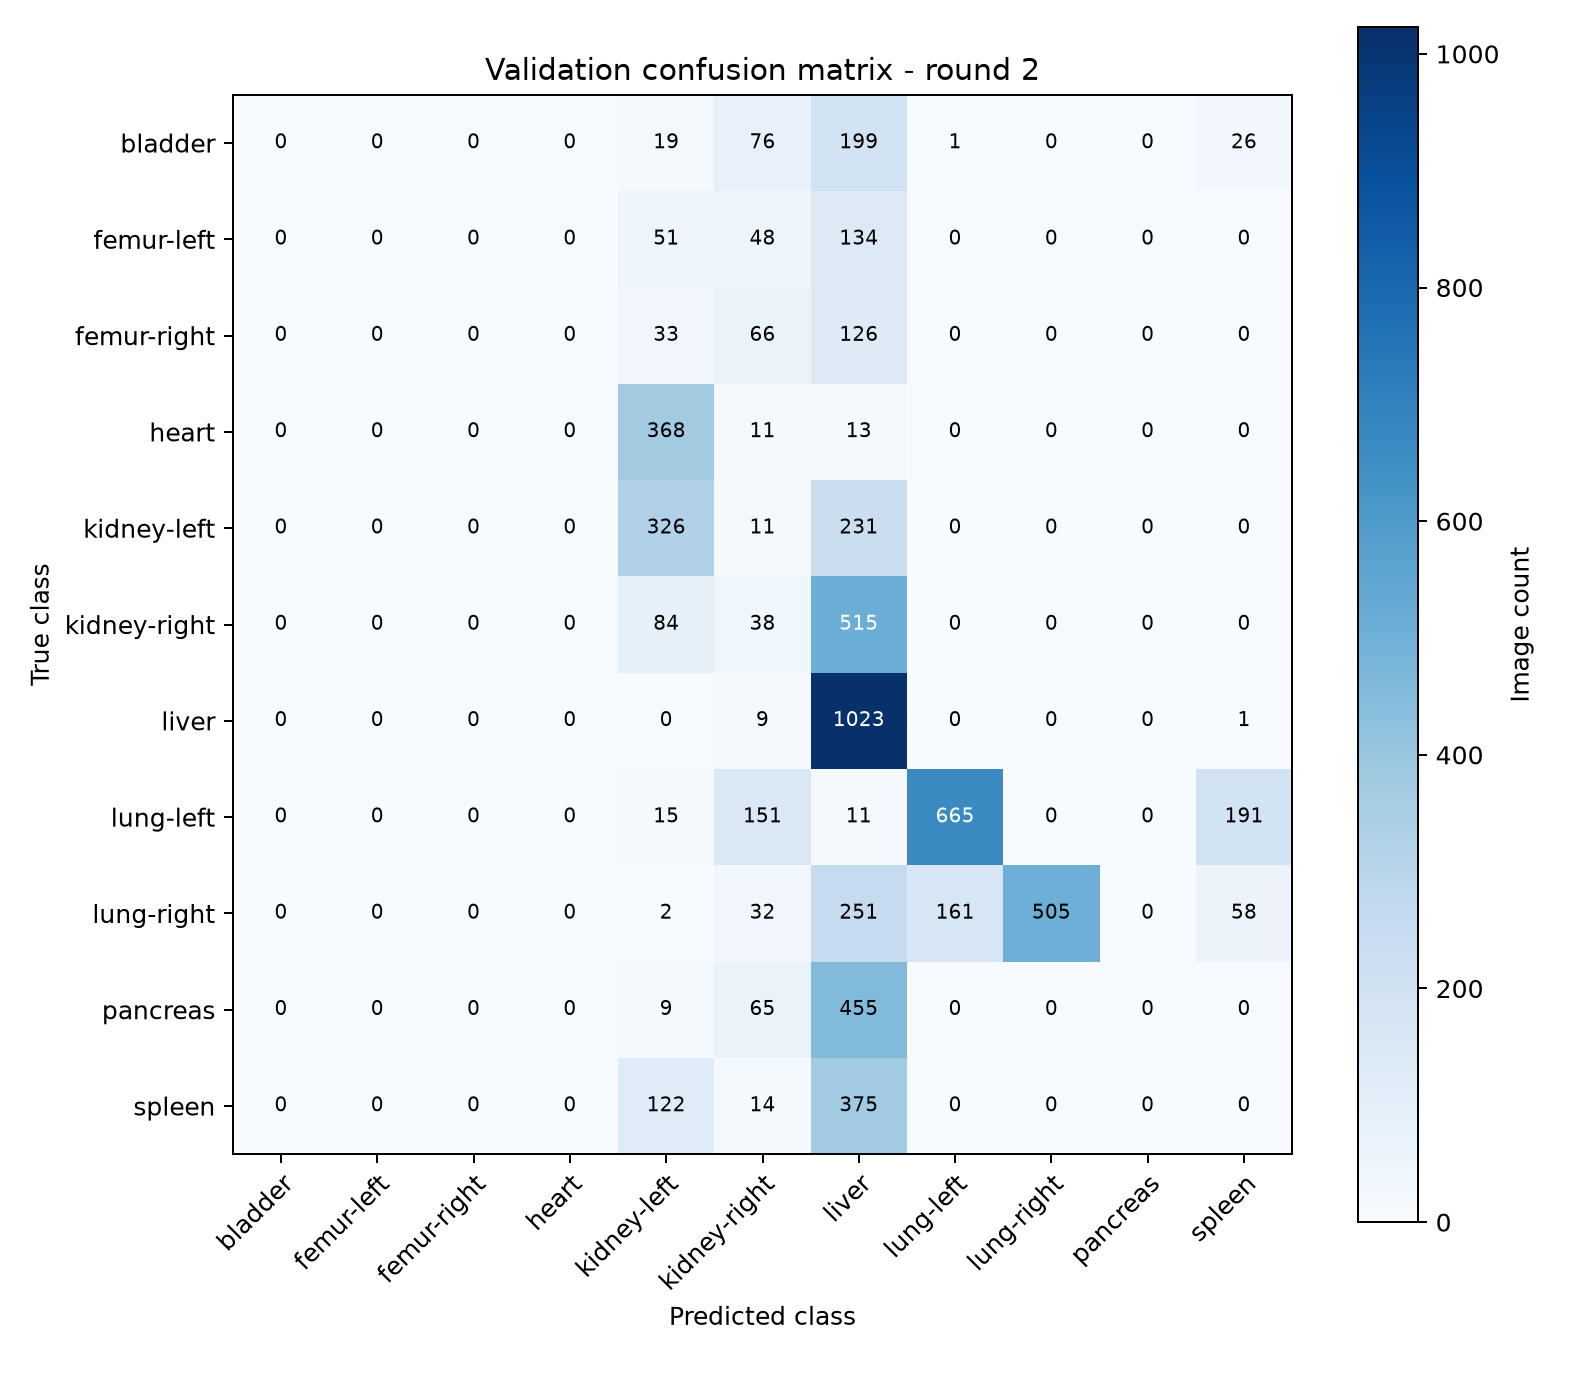 Validation confusion matrix - round 2
bladder 0 0 0 0 19 76 199 1 0 0 26
femur-left 0 0 0 0 51 48 134 0 0 0 0
femur-right 0 0 0 0 33 66 126 0 0 0 0
heart 0 0 0 0 368 11 13 0 0 0 0
kidney-left 0 0 0 0 326 11 231 0 0 0 0
kidney-right 0 0 0 0 84 38 515 0 0 0 0
liver 0 0 0 0 0 9 1023 0 0 0 1
lung-left 0 0 0 0 15 151 11 665 0 0 191
lung-right 0 0 0 0 2 32 251 161 505 0 58
pancreas 0 0 0 0 9 65 455 0 0 0 0
spleen 0 0 0 0 122 14 375 0 0 0 0
bladder femur-left femur-right heart kidney-left kidney-right liver lung-left lung-right pancreas spleen
Predicted class
True class
1000
800
600
400
200
0
Image count